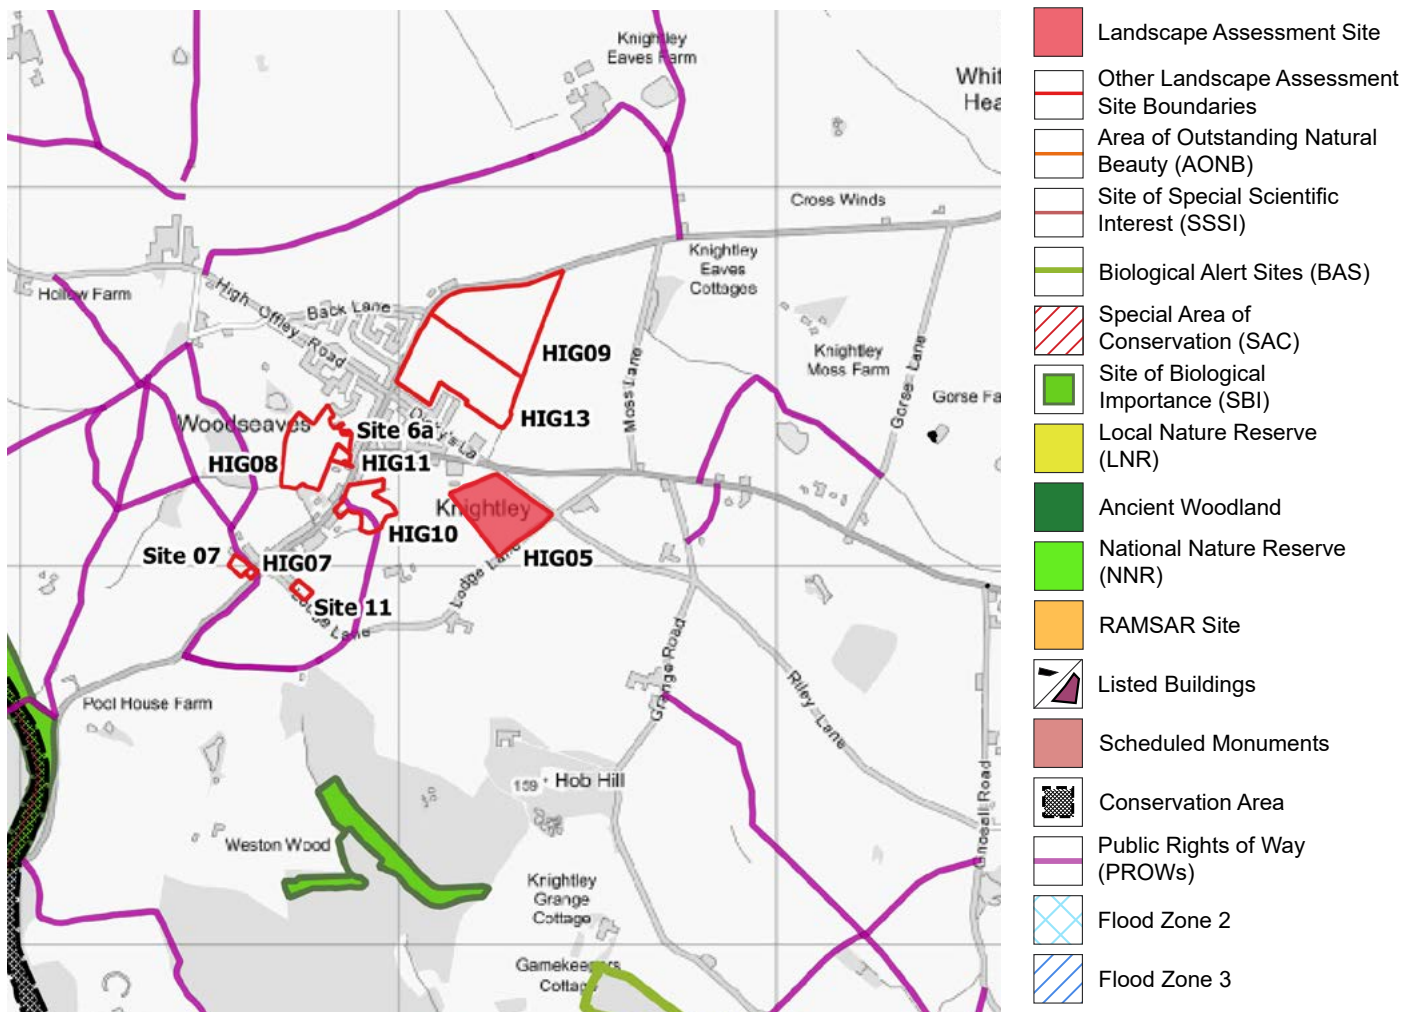 Knightley
Eaves Farm
Whit
Hea
Cross Winds
Knightley
Eaves
Cottages
Hollow Farm
High Offley Road
Back Lane
HIG09
Knightley
Moss Farm
Moss Lane
Gorse Lane
Gorse Fa
HIG13
Woodseaves
Site 6a
HIG08
HIG11
Knightley
HIG10
HIG05
Site 07
HIG07
Lodge Lane
Site 11
Lodge Lane
Grange Road
Riley Lane
Pool House Farm
159
Hob Hill
Gnosall Road
Weston Wood
Knightley
Grange
Cottage
Gamekeepers
Cottage
Landscape Assessment Site
Other Landscape Assessment
Site Boundaries
Area of Outstanding Natural
Beauty (AONB)
Site of Special Scientific
Interest (SSSI)
Biological Alert Sites (BAS)
Special Area of
Conservation (SAC)
Site of Biological
Importance (SBI)
Local Nature Reserve
(LNR)
Ancient Woodland
National Nature Reserve
(NNR)
RAMSAR Site
Listed Buildings
Scheduled Monuments
Conservation Area
Public Rights of Way
(PROWs)
Flood Zone 2
Flood Zone 3